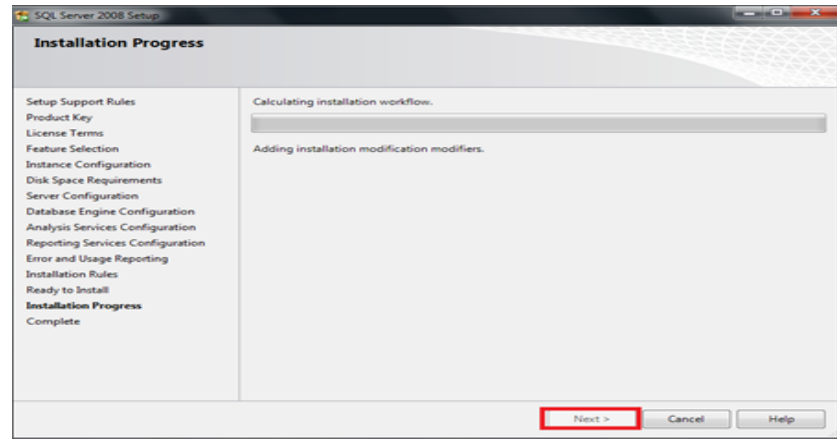 SQL Server 2008 Setup
Installation Progress
Setup Support Rules
Product Key
License Terms
Feature Selection
Instance Configuration
Disk Space Requirements
Server Configuration
Database Engine Configuration
Analysis Services Configuration
Reporting Services Configuration
Error and Usage Reporting
Installation Rules
Ready to Install
Installation Progress
Complete
Calculating installation workflow.
Adding installation modification modifiers.
Next >
Cancel
Help